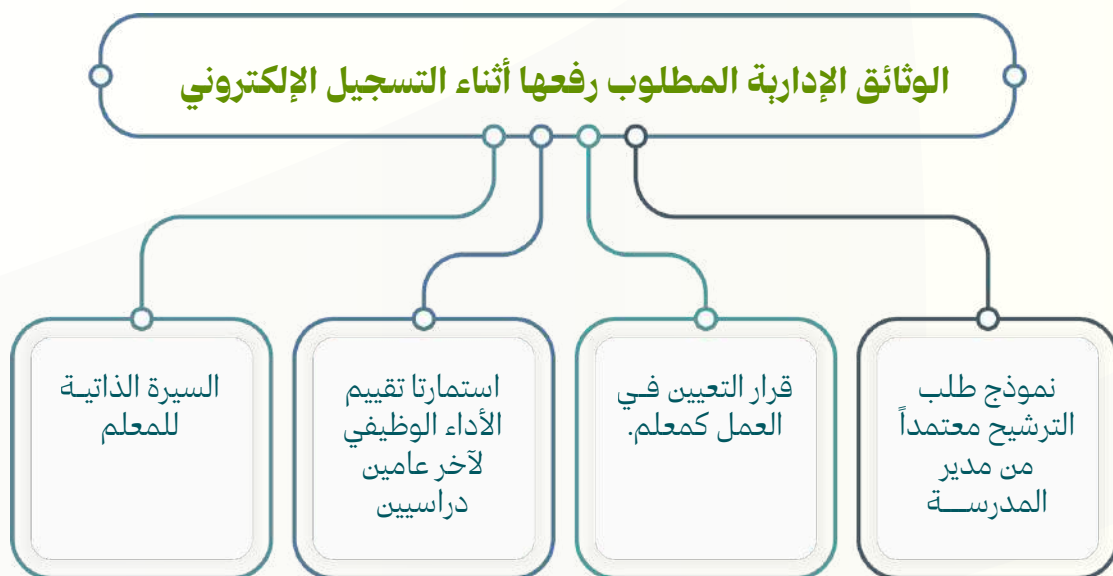 الوثائق الإدارية المطلوب رفعها أثناء التسجيل الإلكتروني
نموذج طلب
الترشيح معتمداً
من مدير
المدرســـة
قرار التعيين فـي
العمل كمعلم.
استمارتا تقييم
الأداء الوظيفي
لآخر عامين
دراسيين
السيرة الذاتيـة
للمعلم